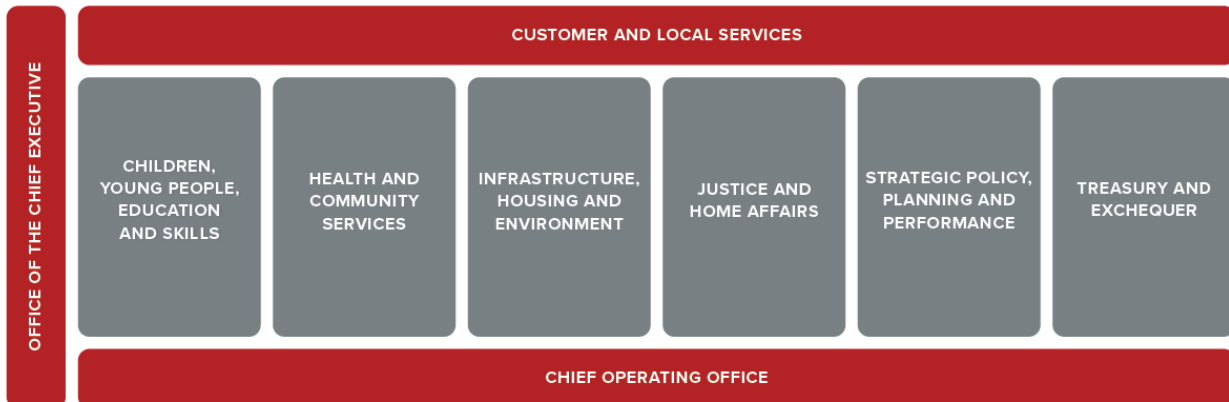 OFFICE OF THE CHIEF EXECUTIVE
CUSTOMER AND LOCAL SERVICES
CHILDREN,
YOUNG PEOPLE,
EDUCATION
AND SKILLS
HEALTH AND
COMMUNITY
SERVICES
INFRASTRUCTURE,
HOUSING AND
ENVIRONMENT
JUSTICE AND
HOME AFFAIRS
STRATEGIC POLICY,
PLANNING AND
PERFORMANCE
TREASURY AND
EXCHEQUER
CHIEF OPERATING OFFICE